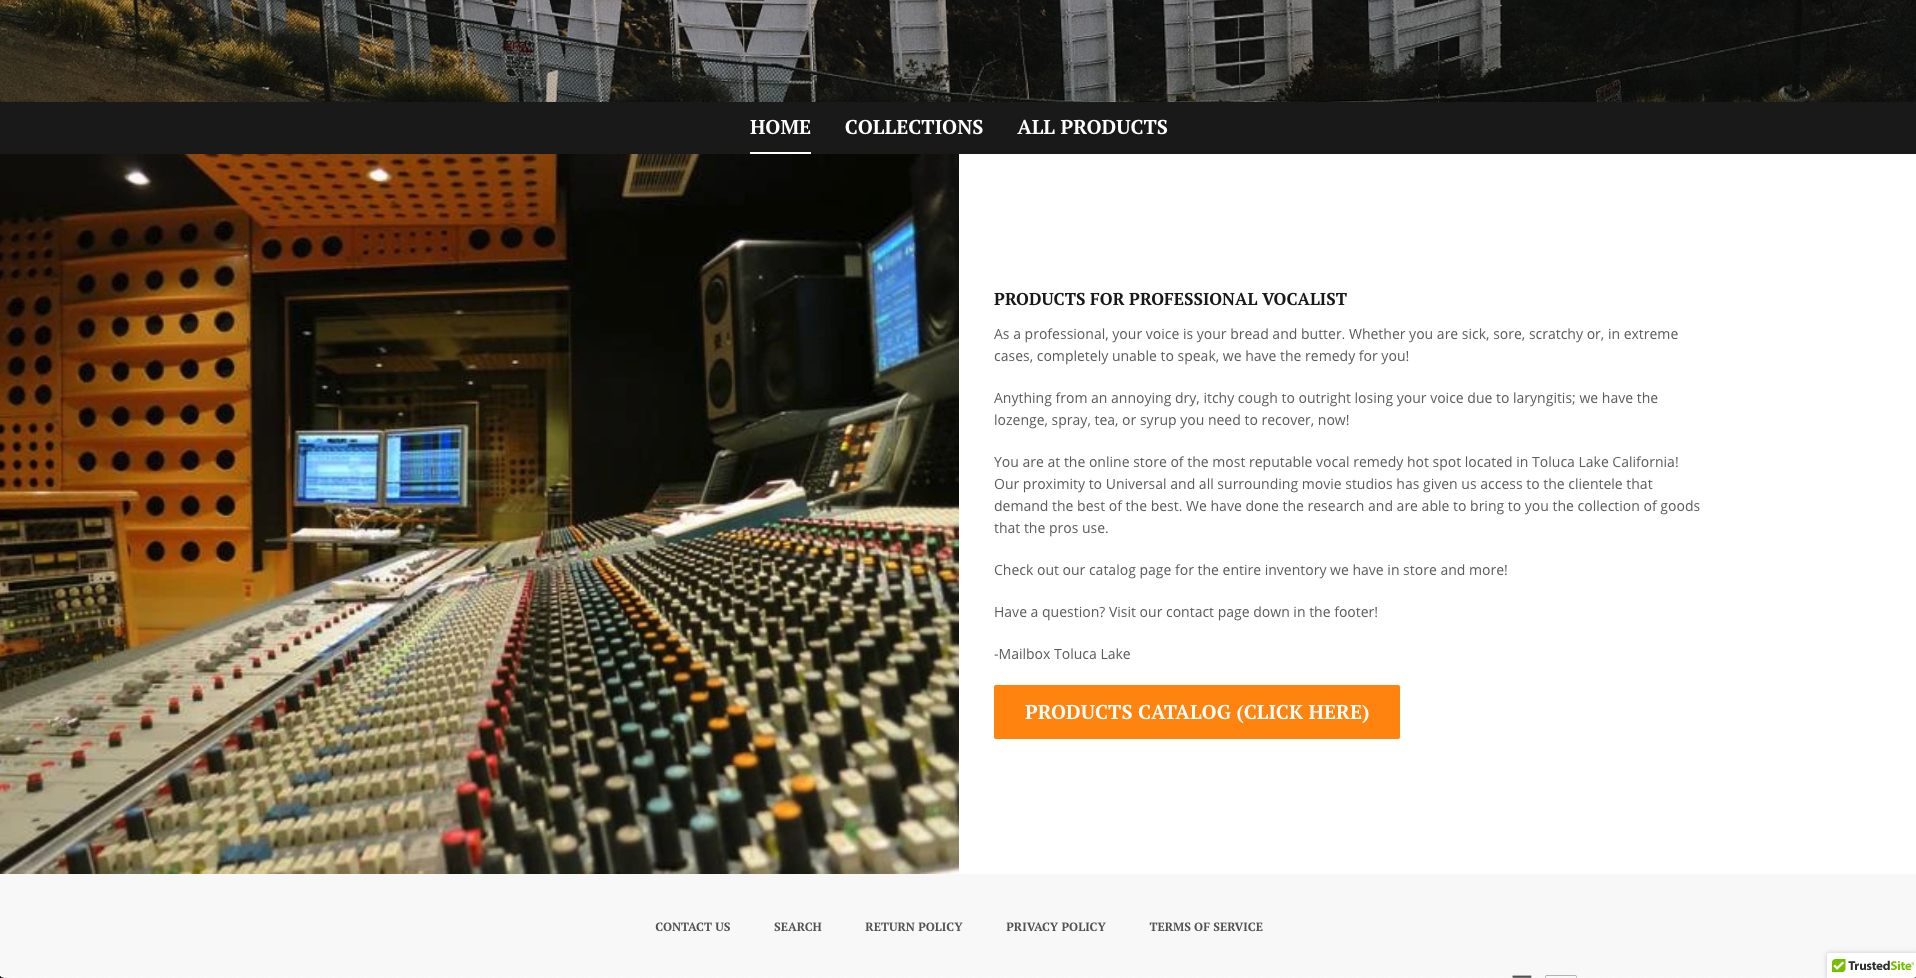 HOME COLLECTIONS ALL PRODUCTS
PRODUCTS FOR PROFESSIONAL VOCALIST
As a professional, your voice is your bread and butter. Whether you are sick, sore, scratchy or, in extreme
cases, completely unable to speak, we have the remedy for you!
Anything from an annoying dry, itchy cough to outright losing your voice due to laryngitis; we have the
lozenge, spray, tea, or syrup you need to recover, now!
You are at the online store of the most reputable vocal remedy hot spot located in Toluca Lake California!
Our proximity to Universal and all surrounding movie studios has given us access to the clientele that
demand the best of the best. We have done the research and are able to bring to you the collection of goods
that the pros use.
Check out our catalog page for the entire inventory we have in store and more!
Have a question? Visit our contact page down in the footer!
-Mailbox Toluca Lake
PRODUCTS CATALOG (CLICK HERE)
CONTACT US SEARCH RETURN POLICY PRIVACY POLICY TERMS OF SERVICE
TrustedSite